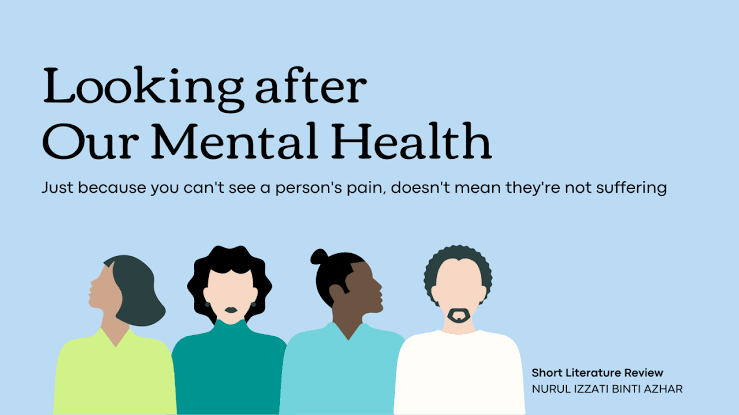 Looking after
Our Mental Health
Just because you can't see a person's pain, doesn't mean they're not suffering
Short Literature Review
NURUL IZZATI BINTI AZHAR